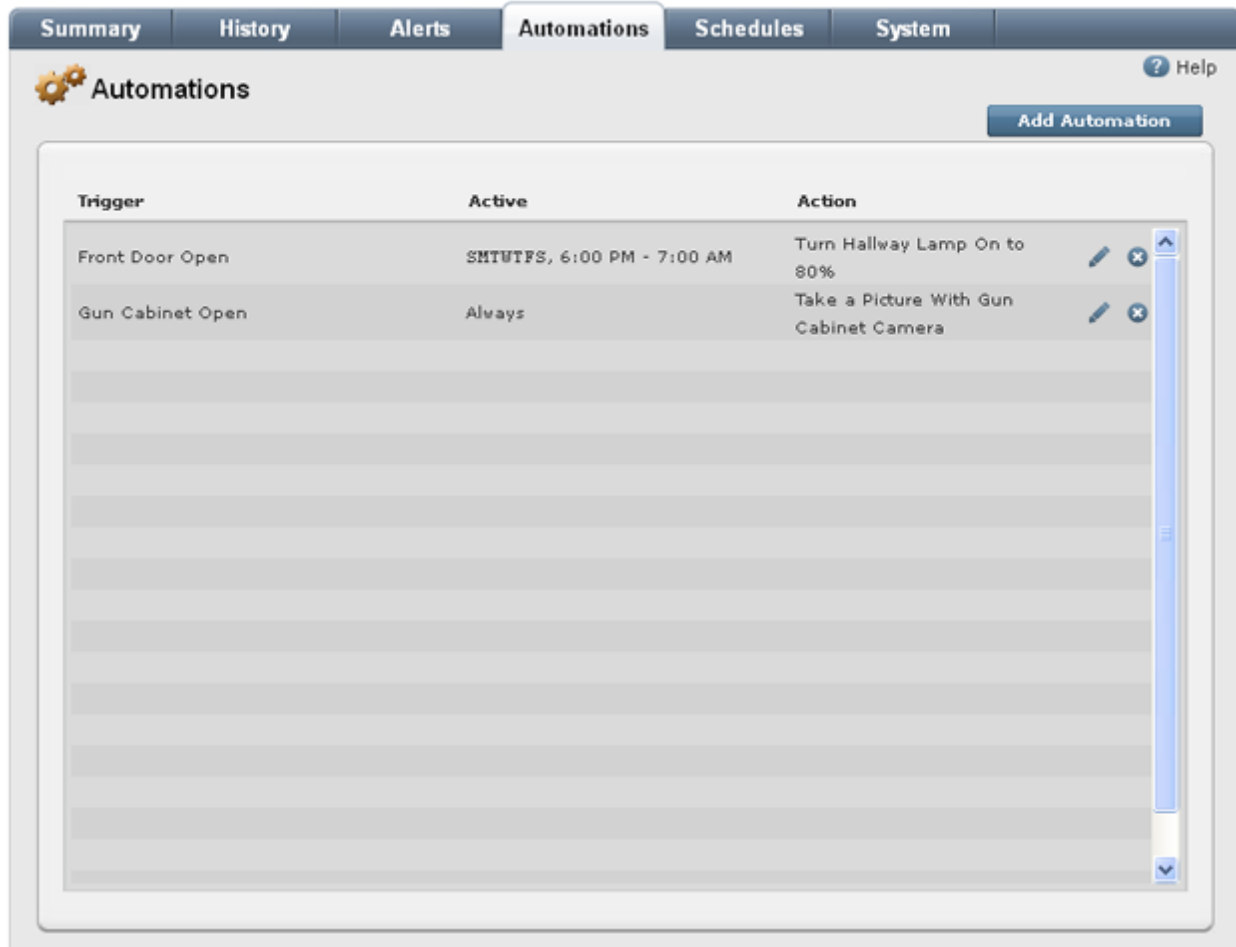 Summary History Alerts Automations Schedules System
Help
Automations
Add Automation
Trigger Active Action
Front Door Open SMTWTFS, 6:00 PM - 7:00 AM Turn Hallway Lamp On to
80%
Gun Cabinet Open Always Take a Picture With Gun
Cabinet Camera